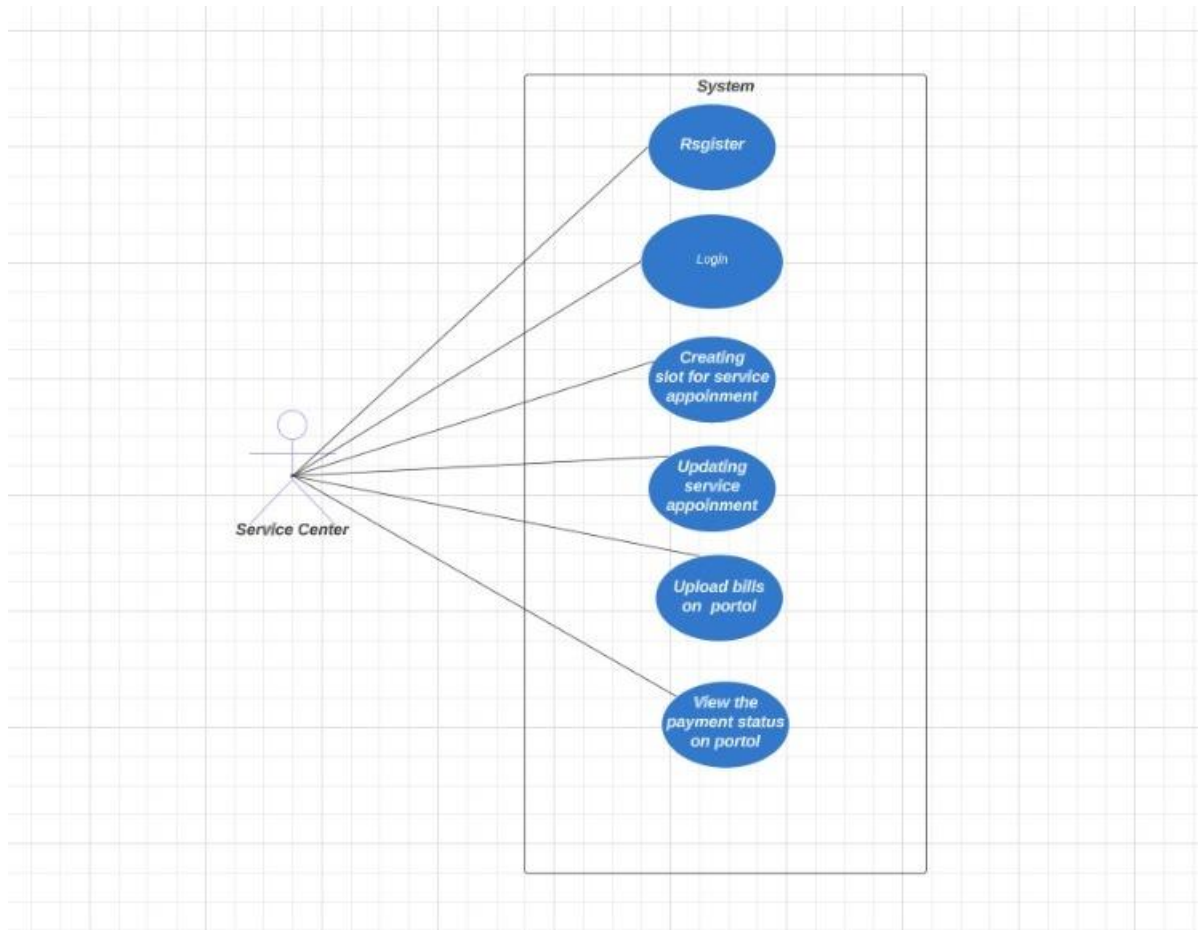 System
Rsgister
Login
Creating
slot for service
appoinment
Updating
service
appoinment
Service Center
Upload bills
on portol
View the
payment status
on portol